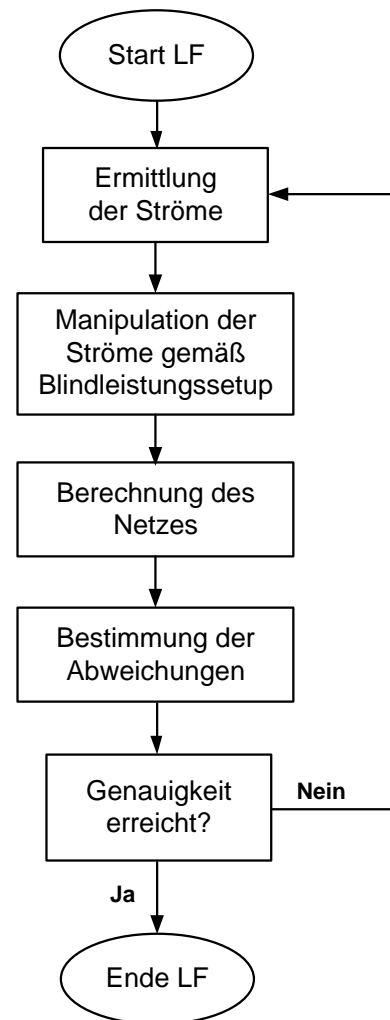 Start LF
Ermittlung
der Ströme
Manipulation der
Ströme gemäß
Blindleistungssetup
Berechnung des
Netzes
Bestimmung der
Abweichungen
Genauigkeit
erreicht?
Nein
Ja
Ende LF